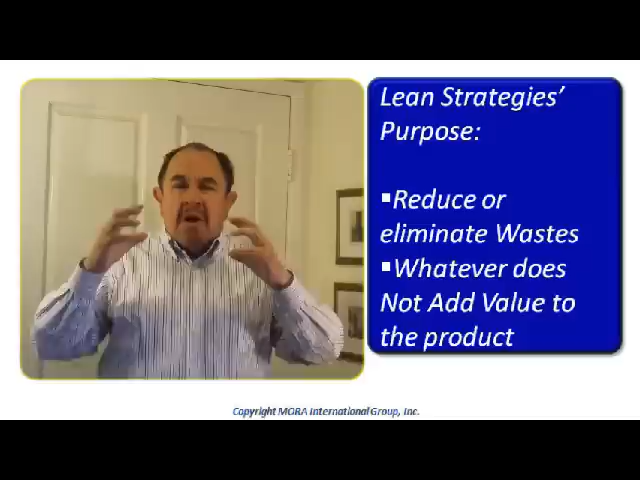 Lean Strategies’
Purpose:
▪Reduce or
eliminate Wastes
▪Whatever does
Not Add Value to
the product
Copyright MORA International Group, Inc.